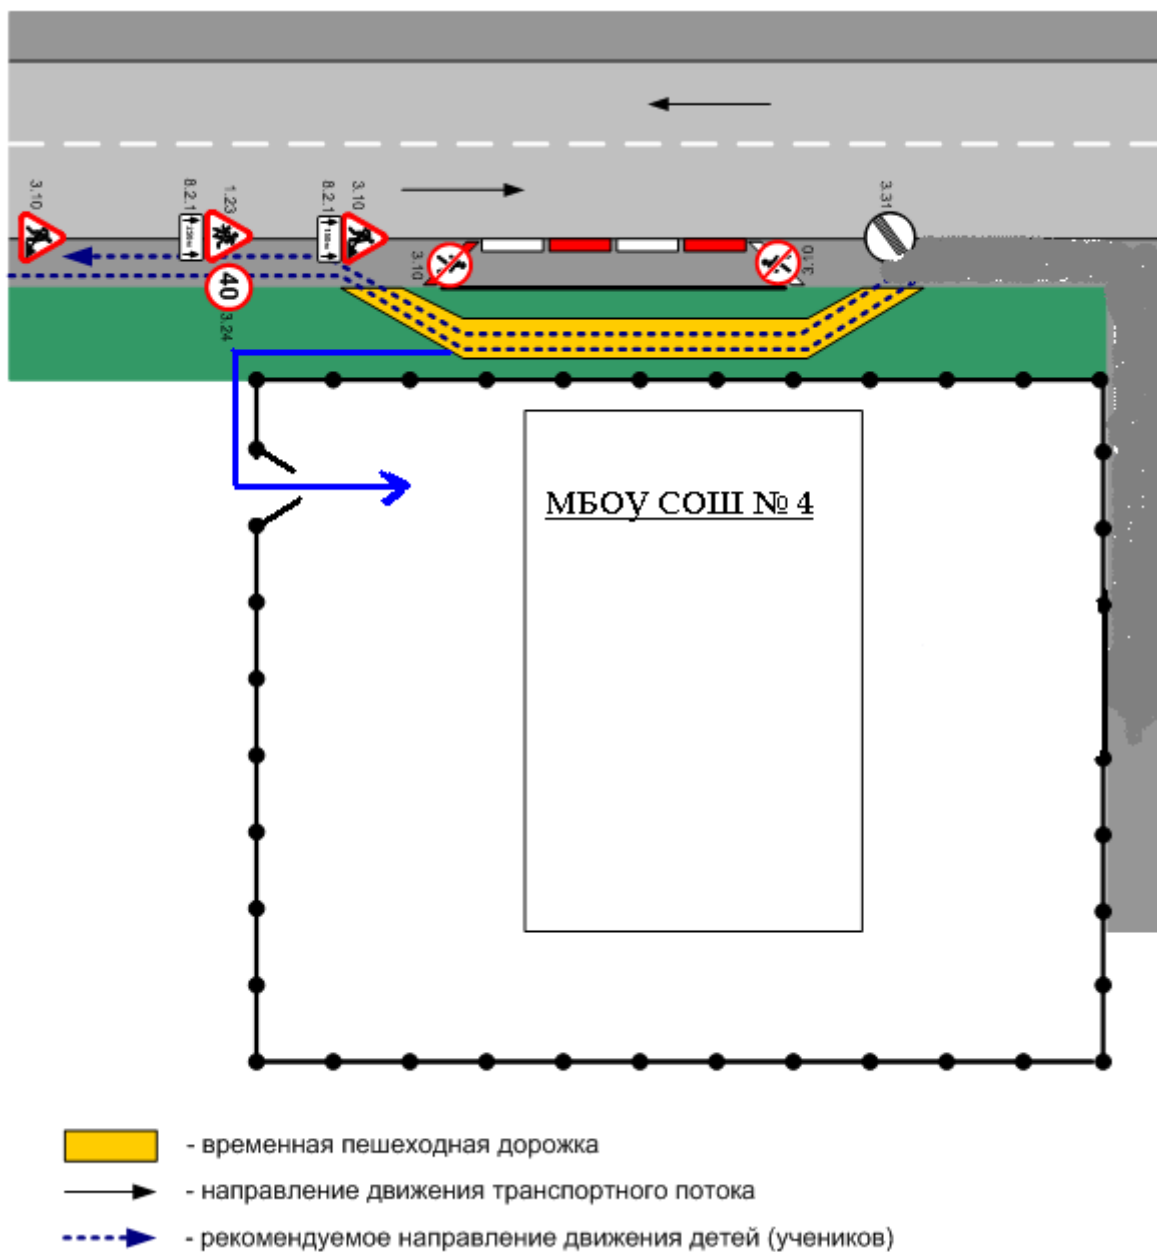 3.10
8.2.1
1.23
8.2.1
3.10
3.31
3.10
3.10
40
3.24
МБОУ СОШ № 4
- временная пешеходная дорожка
- направление движения транспортного потока
- рекомендуемое направление движения детей (учеников)